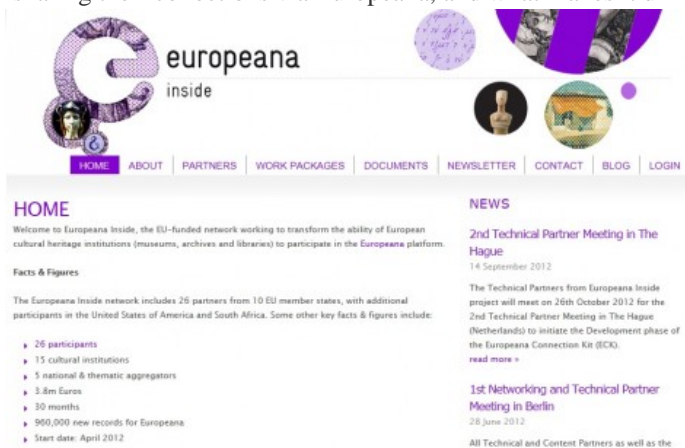 sharing their collections via Europeana, and what
europeana
inside
HOME ABOUT PARTNERS WORK PACKAGES DOCUMENTS NEWSLETTER CONTACT BLOG LOGIN
HOME
Welcome to Europeana Inside, the EU-funded network working to transform the ability of European
cultural heritage institutions (museums, archives and libraries) to participate in the Europeana platform.
Facts & Figures
The Europeana Inside network includes 26 partners from 10 EU member states, with additional
participants in the United States of America and South Africa. Some other key facts & figures include:
26 participants
15 cultural institutions
5 national & thematic aggregators
3.8m Euros
30 months
960,000 new records for Europeana
Start date: April 2012
NEWS
2nd Technical Partner Meeting in The
Hague
14 September 2012
The Technical Partners from Europeana Inside
project will meet on 26th October 2012 for the
2nd Technical Partner Meeting in The Hague
(Netherlands) to initiate the Development phase of
the Europeana Connection Kit (ECK).
read more »
1st Networking and Technical Partner
Meeting in Berlin
28 June 2012
All Technical and Content Partners as well as the